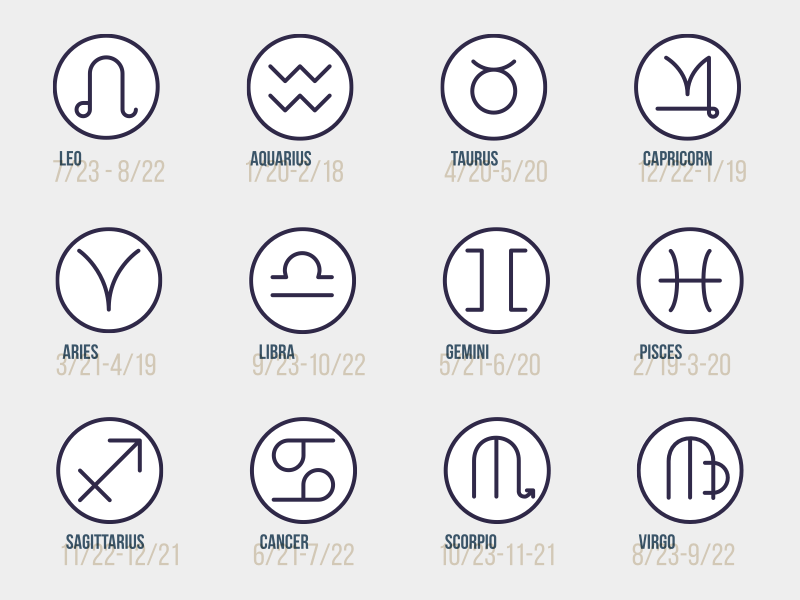 LEO
7/23 - 8/22
AQUARIUS
1/20-2/18
TAURUS
4/20-5/20
CAPRICORN
12/22-1/19
ARIES
3/21-4/19
LIBRA
9/23-10/22
GEMINI
5/21-6/20
PISCES
2/19-3-20
SAGITTARIUS
11/22-12/21
CANCER
6/21-7/22
SCORPIO
10/23-11-21
VIRGO
8/23-9/22